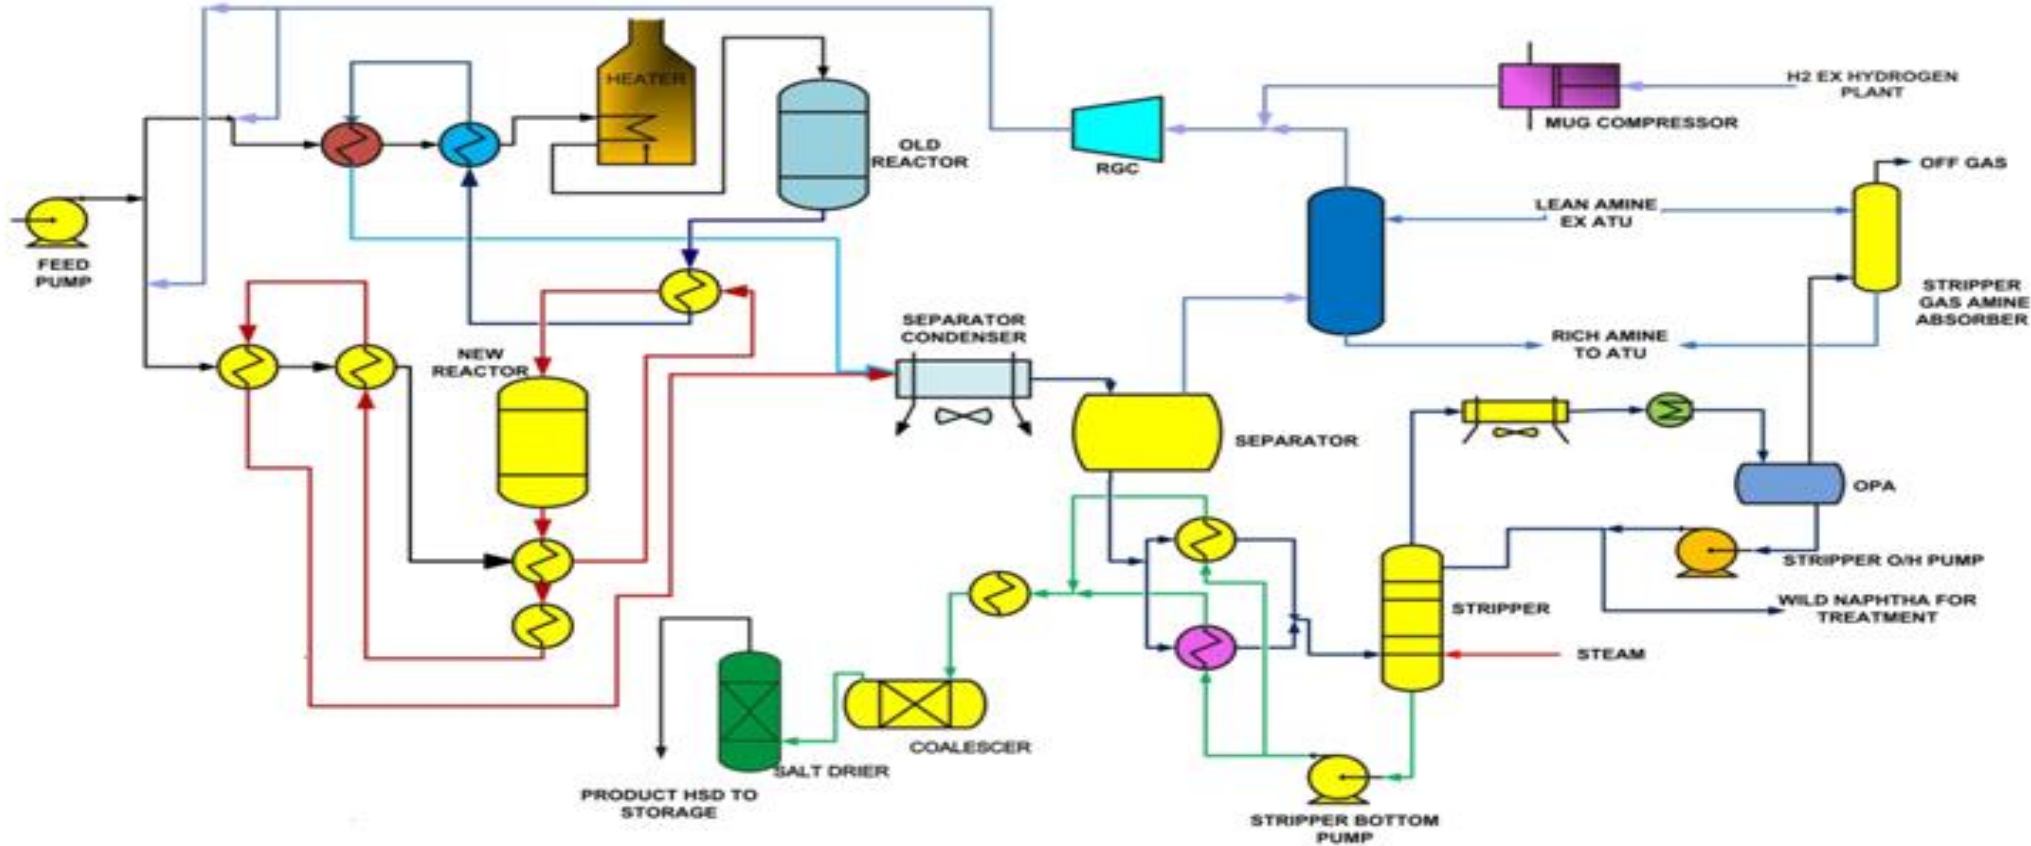 HEATER
H2 EX HYDROGEN
PLANT
MUG COMPRESSOR
OLD
REACTOR
RGC
OFF GAS
LEAN AMINE
EX ATU
FEED
PUMP
STRIPPER
GAS AMINE
ABSORBER
SEPARATOR
CONDENSER
RICH AMINE
TO ATU
NEW
REACTOR
SEPARATOR
OPA
STRIPPER O/H PUMP
STRIPPER
WILD NAPHTHA FOR
TREATMENT
STEAM
COALESCER
SALT DRIER
PRODUCT HSD TO
STORAGE
STRIPPER BOTTOM
PUMP